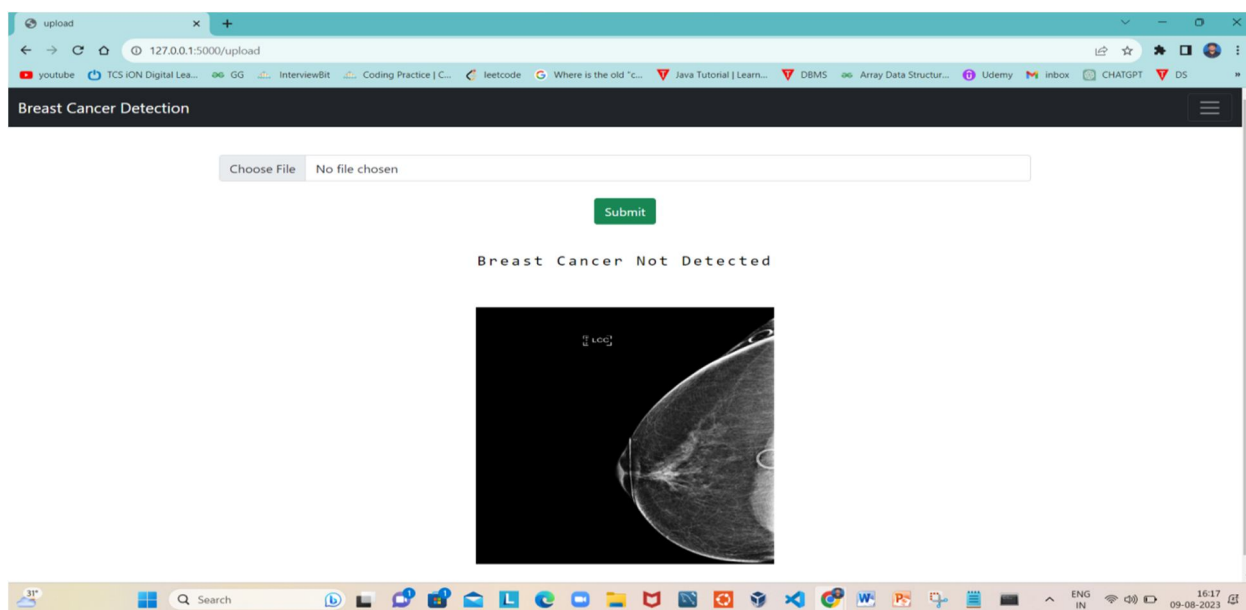 upload
127.0.0.1:5000/upload
youtube TCS iON Digital Lea... GG InterviewBit Coding Practice | C... leetcode Where is the old "c... Java Tutorial | Learn... DBMS Array Data Structur... Udemy inbox CHATGPT DS »
Breast Cancer Detection
Choose File No file chosen
Submit
Breast Cancer Not Detected
LCC
31° Search ENG
IN
16:17
09-08-2023